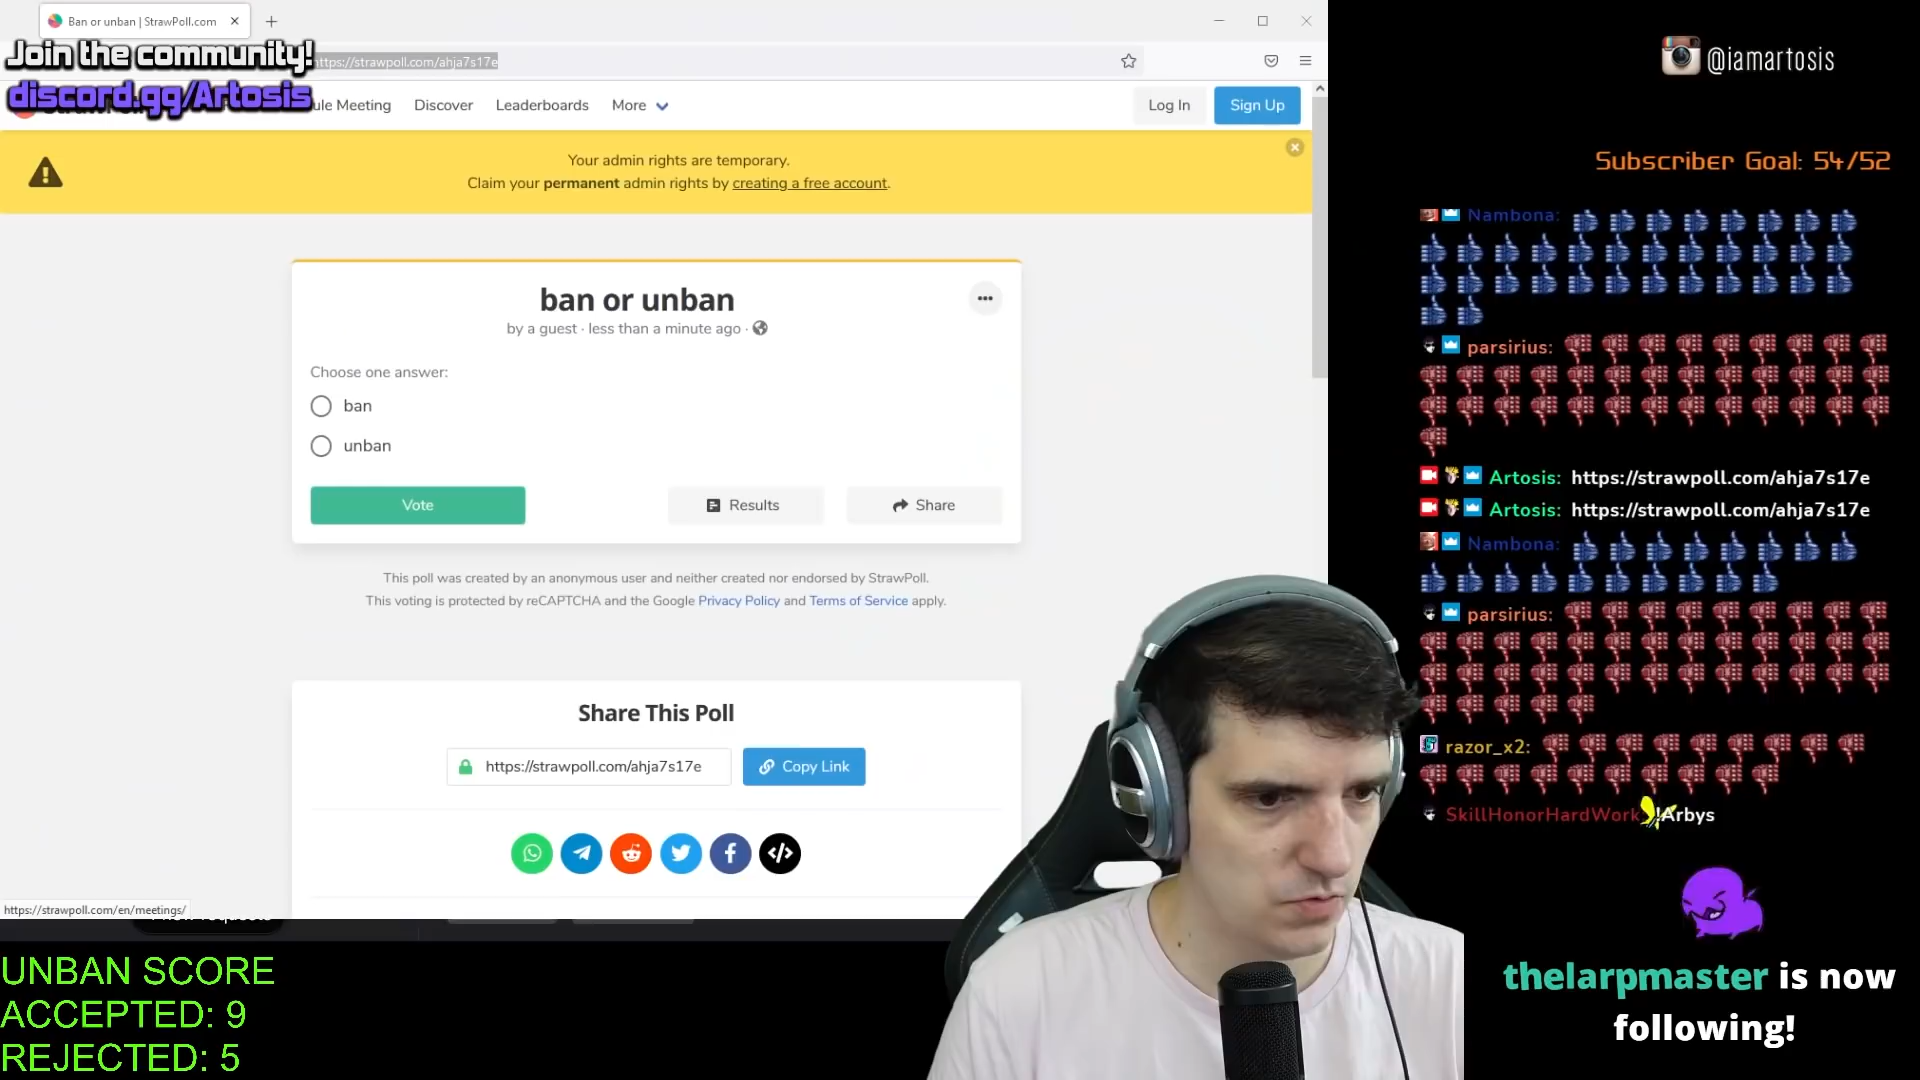 Ban or unban | StrawPoll.com
Join the community!
https://strawpoll.com/ahja7s17e
discord.gg/Artosis
Meeting
Discover
Leaderboards
More
Log In
Sign Up
Your admin rights are temporary.
Claim your permanent admin rights by creating a free account.
ban or unban
by a guest · less than a minute ago ·
Choose one answer:
ban
unban
Vote
Results
Share
This poll was created by an anonymous user and neither created nor endorsed by StrawPoll.
This voting is protected by reCAPTCHA and the Google Privacy Policy and Terms of Service apply.
Share This Poll
https://strawpoll.com/ahja7s17e
Copy Link
https://strawpoll.com/en/meetings/
UNBAN SCORE
ACCEPTED: 9
REJECTED: 5
@iamartosis
Subscriber Goal: 54/52
Nambona:
parsirius:
Artosis: https://strawpoll.com/ahja7s17e
Artosis: https://strawpoll.com/ahja7s17e
Nambona:
parsirius:
razor_x2:
SkillHonorHardWork !Arbys
thelarpmaster is now
following!